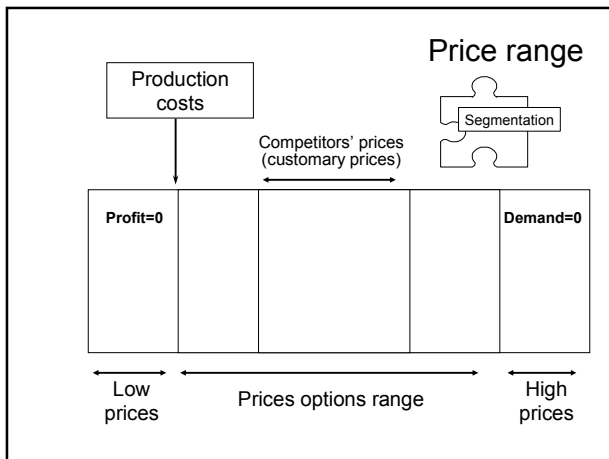 Price range
Production
costs
Segmentation
Competitors’ prices
(customary prices)
Profit=0
Demand=0
Low
prices
Prices options range
High
prices